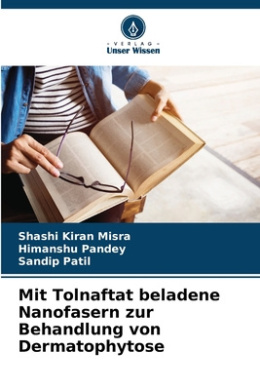 VERLAG
Unser Wissen
Shashi Kiran Misra
Himanshu Pandey
Sandip Patil
Mit Tolnaftat beladene
Nanofasern zur
Behandlung von
Dermatophytose